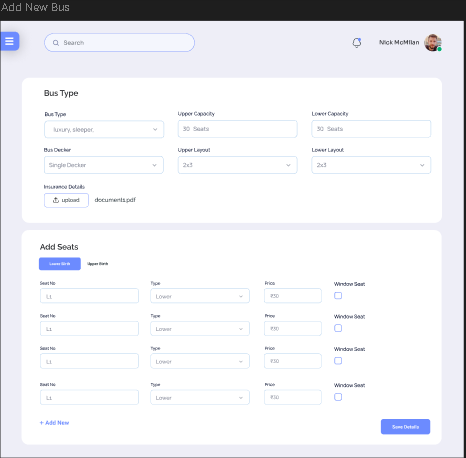 Add New Bus
Search
Nick McMillan
Bus Type
Bus Type Upper Capacity Lower Capacity
luxury, sleeper, 30 Seats 30 Seats
Bus Decker Upper Layout Lower Layout
Single Decker 2x3 2x3
Insurance Details
upload documents.pdf
Add Seats
Lower Birth Upper Birth
Seat No Type Price Window Seat
L1 Lower ₹30
Seat No Type Price Window Seat
L1 Lower ₹30
Seat No Type Price Window Seat
L1 Lower ₹30
Seat No Type Price Window Seat
L1 Lower ₹30
+ Add New
Save Details